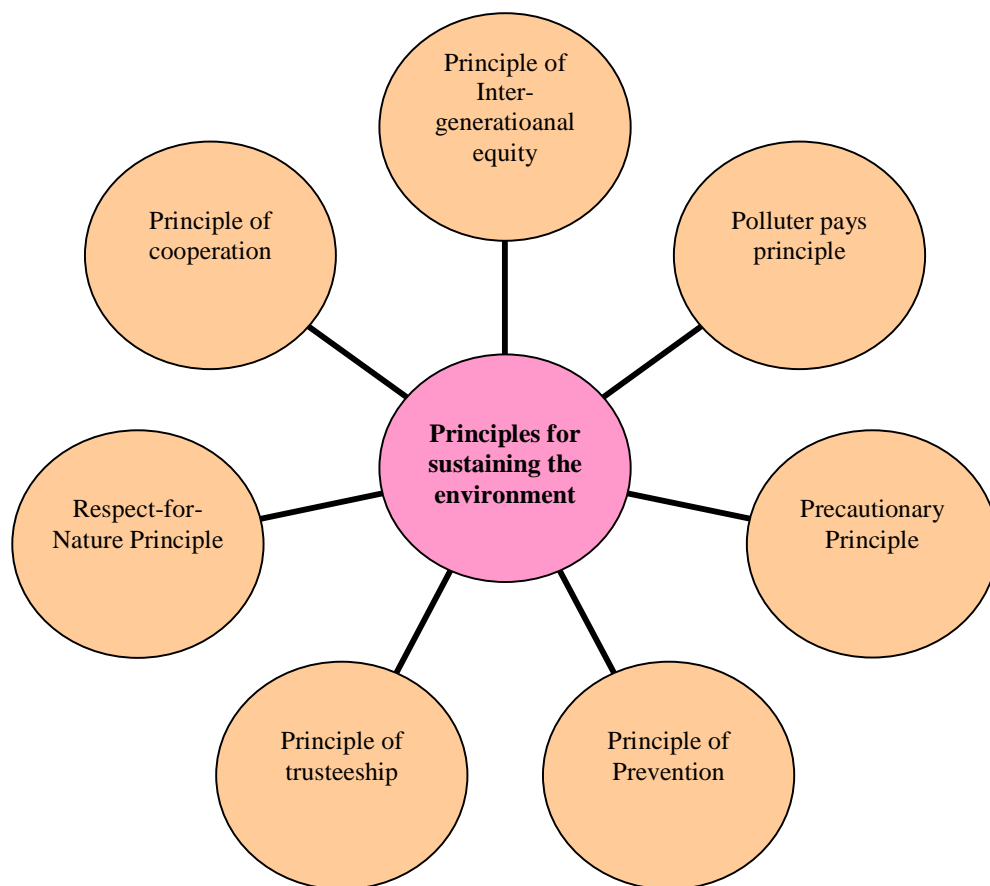 Principle of
Inter-
generatioanal
equity
Principle of
cooperation
Polluter pays
principle
Principles for
sustaining the
environment
Respect-for-
Nature Principle
Precautionary
Principle
Principle of
trusteeship
Principle of
Prevention